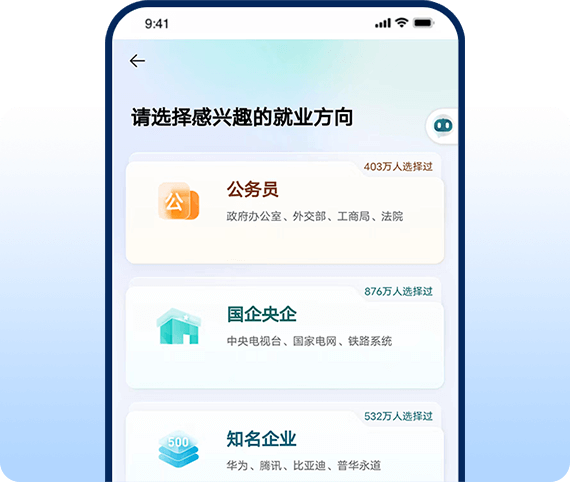 9:41
请选择感兴趣的就业方向
403万人选择过
公
公务员
政府办公室、外交部、工商局、法院
876万人选择过
国企央企
中央电视台、国家电网、铁路系统
532万人选择过
500
知名企业
华为、腾讯、比亚迪、普华永道